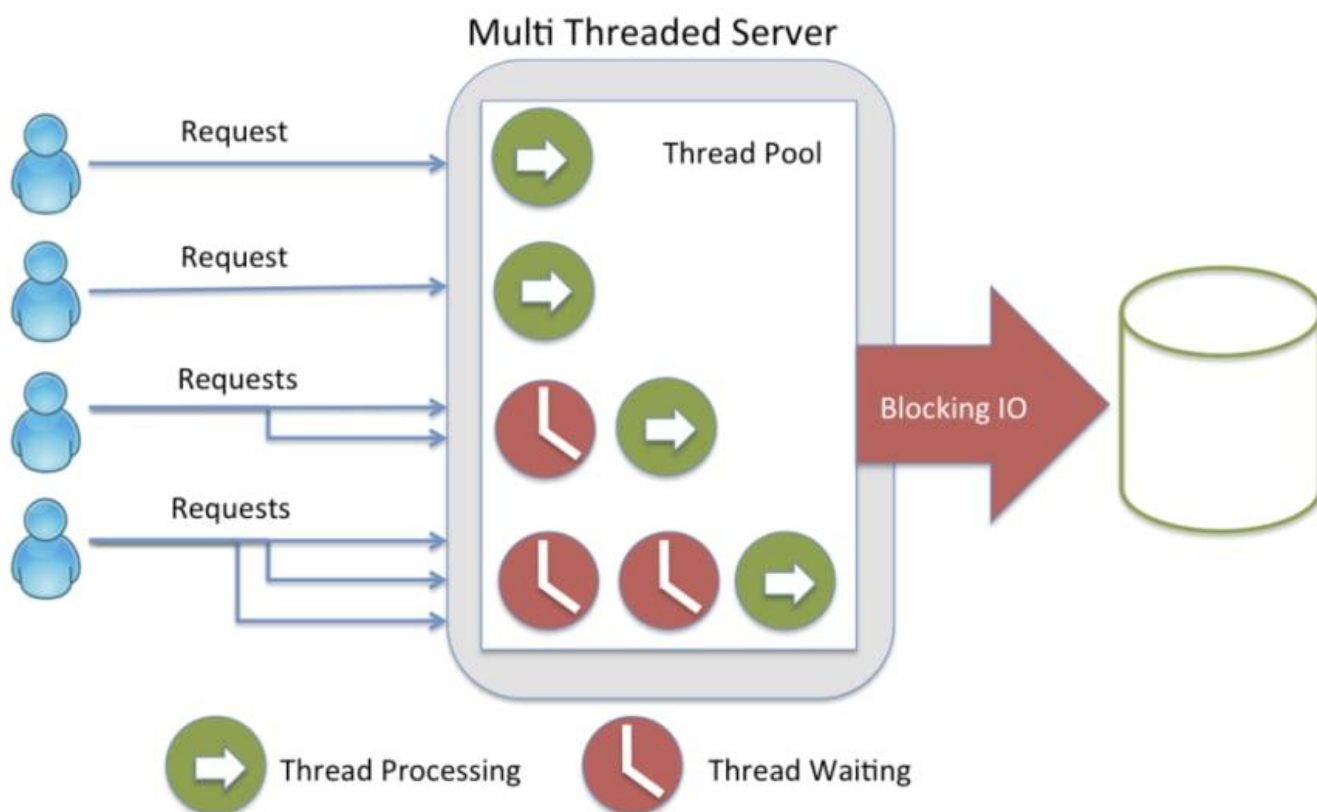 Multi Threaded Server
Request
Thread Pool
Request
Requests
Blocking IO
Requests
Thread Processing
Thread Waiting